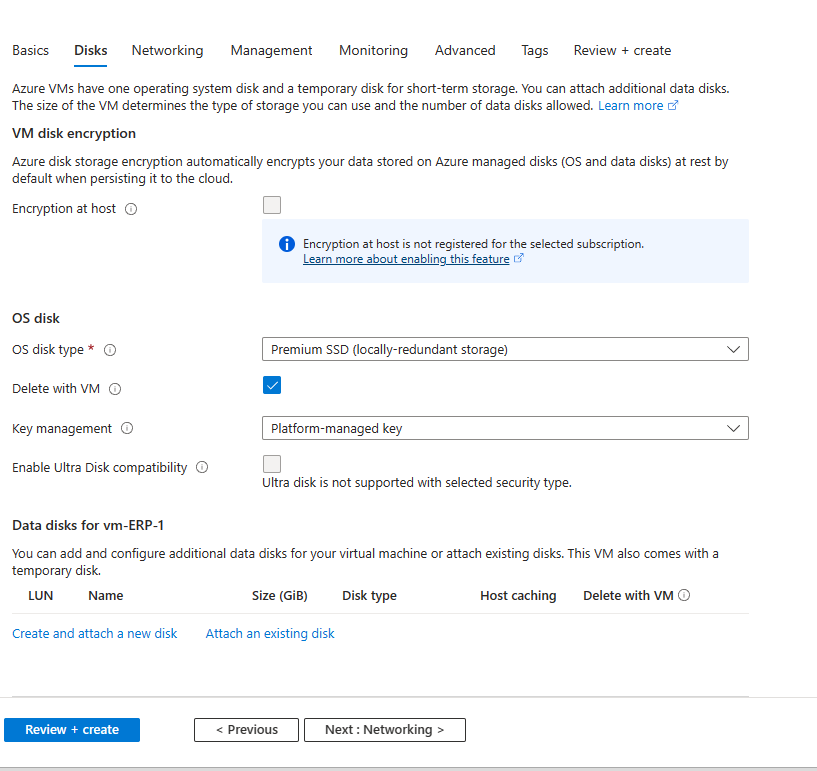 Basics Disks Networking Management Monitoring Advanced Tags Review + create
Azure VMs have one operating system disk and a temporary disk for short-term storage. You can attach additional data disks.
The size of the VM determines the type of storage you can use and the number of data disks allowed. Learn more
VM disk encryption
Azure disk storage encryption automatically encrypts your data stored on Azure managed disks (OS and data disks) at rest by
default when persisting it to the cloud.
Encryption at host
Encryption at host is not registered for the selected subscription.
Learn more about enabling this feature
OS disk
OS disk type * Premium SSD (locally-redundant storage)
Delete with VM
Key management Platform-managed key
Enable Ultra Disk compatibility
Ultra disk is not supported with selected security type.
Data disks for vm-ERP-1
You can add and configure additional data disks for your virtual machine or attach existing disks. This VM also comes with a
temporary disk.
LUN Name Size (GiB) Disk type Host caching Delete with VM
Create and attach a new disk Attach an existing disk
Review + create < Previous Next : Networking >